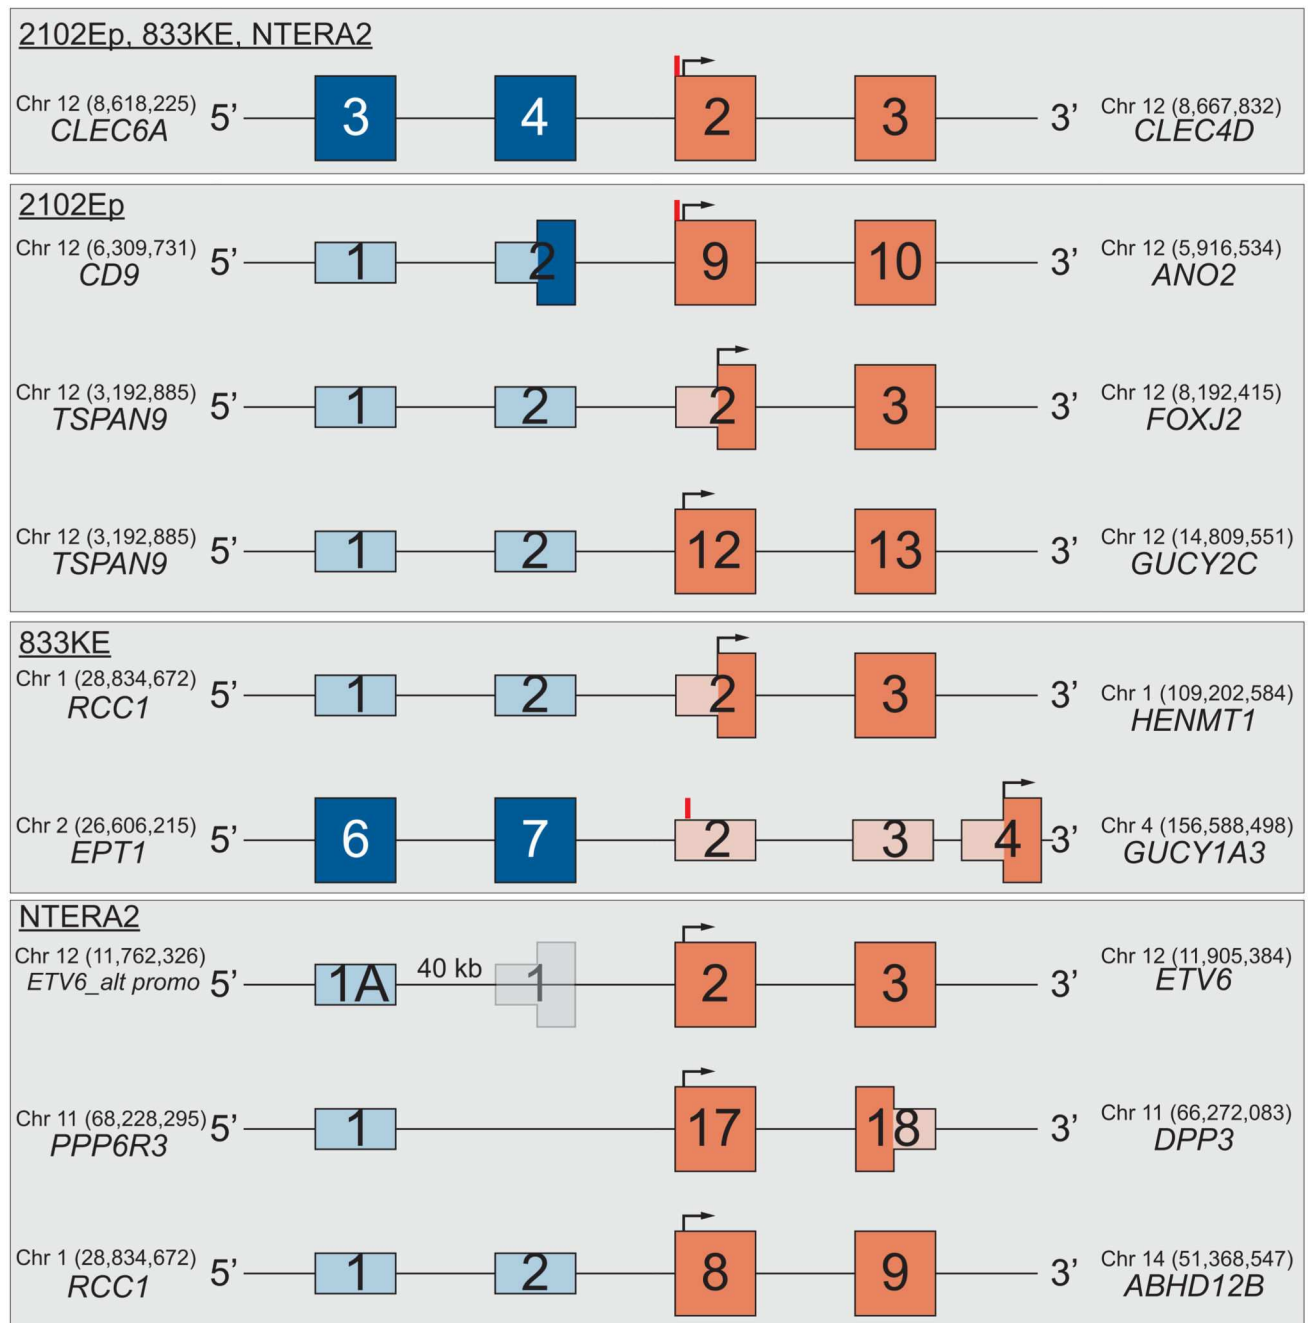 2102Ep, 833KE, NTERA2
Chr 12 (8,618,225)
CLEC6A
5’ 3 4 2 3 3’
Chr 12 (8,667,832)
CLEC4D
2102Ep
Chr 12 (6,309,731)
CD9
5’ 1 2 9 10 3’
Chr 12 (5,916,534)
ANO2
Chr 12 (3,192,885)
TSPAN9
5’ 1 2 2 3 3’
Chr 12 (8,192,415)
FOXJ2
Chr 12 (3,192,885)
TSPAN9
5’ 1 2 12 13 3’
Chr 12 (14,809,551)
GUCY2C
833KE
Chr 1 (28,834,672)
RCC1
5’ 1 2 2 3 3’
Chr 1 (109,202,584)
HENMT1
Chr 2 (26,606,215)
EPT1
5’ 6 7 2 3 4 3’
Chr 4 (156,588,498)
GUCY1A3
NTERA2
Chr 12 (11,762,326)
ETV6_alt promo
5’ 1A 40 kb 1 2 3 3’
Chr 12 (11,905,384)
ETV6
Chr 11 (68,228,295)
PPP6R3
5’ 1 17 18 3’
Chr 11 (66,272,083)
DPP3
Chr 1 (28,834,672)
RCC1
5’ 1 2 8 9 3’
Chr 14 (51,368,547)
ABHD12B